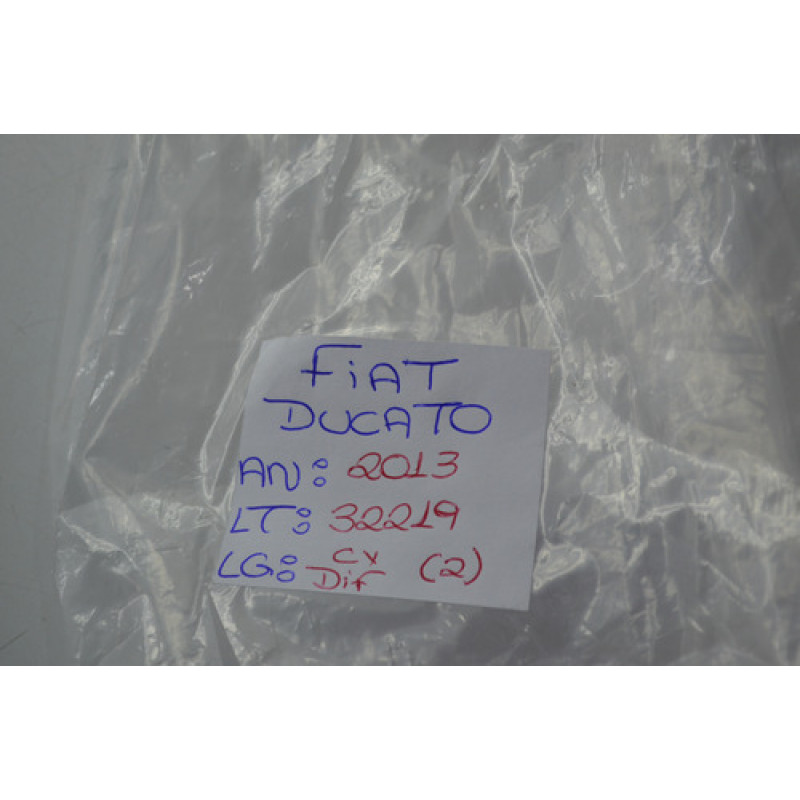 FiAT
DUCATO
AN: 2013
LT: 32219
LG: CX Dif (2)